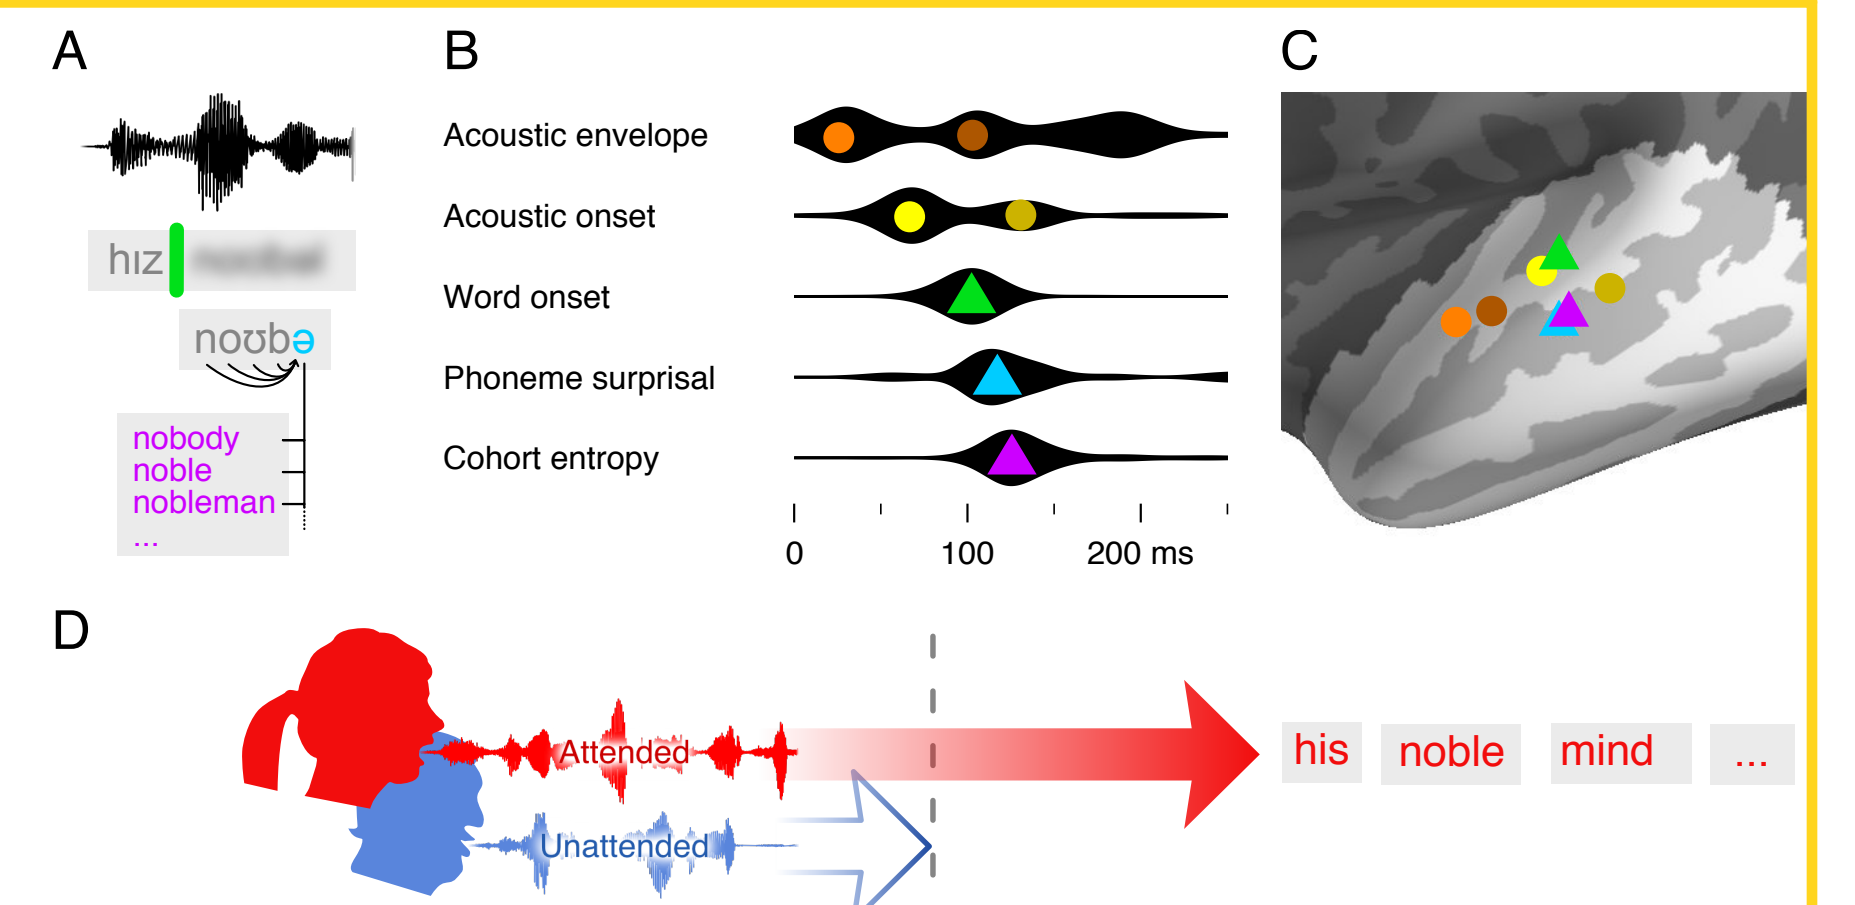 A
hɪz
noʊbə
nobody
noble
nobleman
...
B
Acoustic envelope
Acoustic onset
Word onset
Phoneme surprisal
Cohort entropy
0 100 200 ms
C
D
Attended
Unattended
his noble mind ...